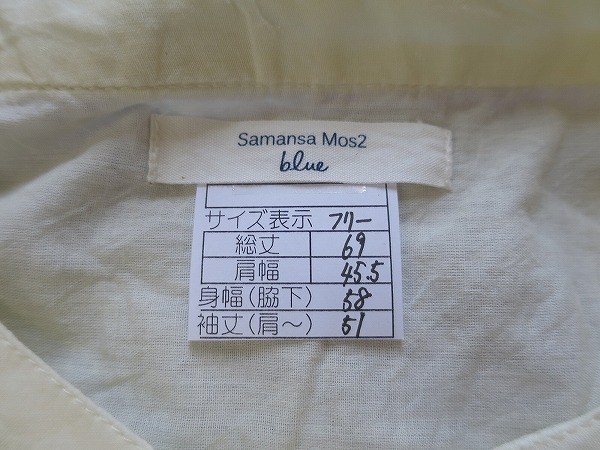 Samansa Mos2
blue
サイズ表示 フリー
総丈 69
肩幅 45.5
身幅(脇下) 58
袖丈(肩〜) 51